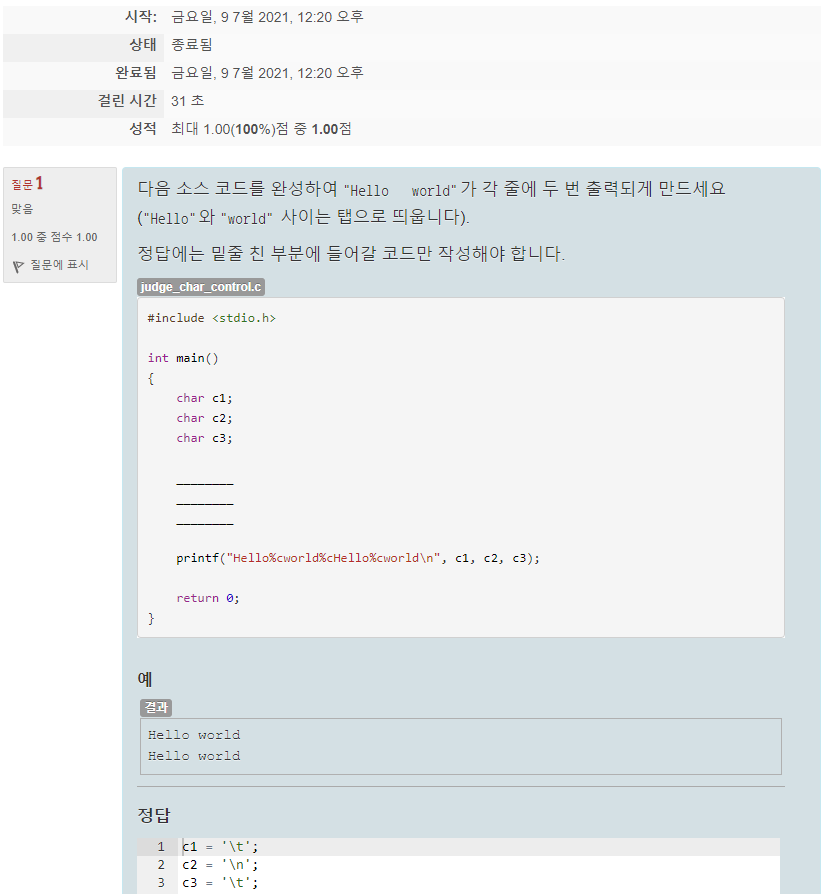 시작: 금요일, 9 7월 2021, 12:20 오후
상태 종료됨
완료됨 금요일, 9 7월 2021, 12:20 오후
걸린 시간 31 초
성적 최대 1.00(100%)점 중 1.00점
질문 1
맞음
1.00 중 점수 1.00
질문에 표시
다음 소스 코드를 완성하여 "Hello   world"가 각 줄에 두 번 출력되게 만드세요
("Hello"와 "world" 사이는 탭으로 띄웁니다).
정답에는 밑줄 친 부분에 들어갈 코드만 작성해야 합니다.
judge_char_control.c
#include <stdio.h>
int main()
{
    char c1;
    char c2;
    char c3;
    ________
    ________
    ________
    printf("Hello%cworld%cHello%cworld\n", c1, c2, c3);
    return 0;
}
예
결과
Hello world
Hello world
정답
1 c1 = '\t';
2 c2 = '\n';
3 c3 = '\t';